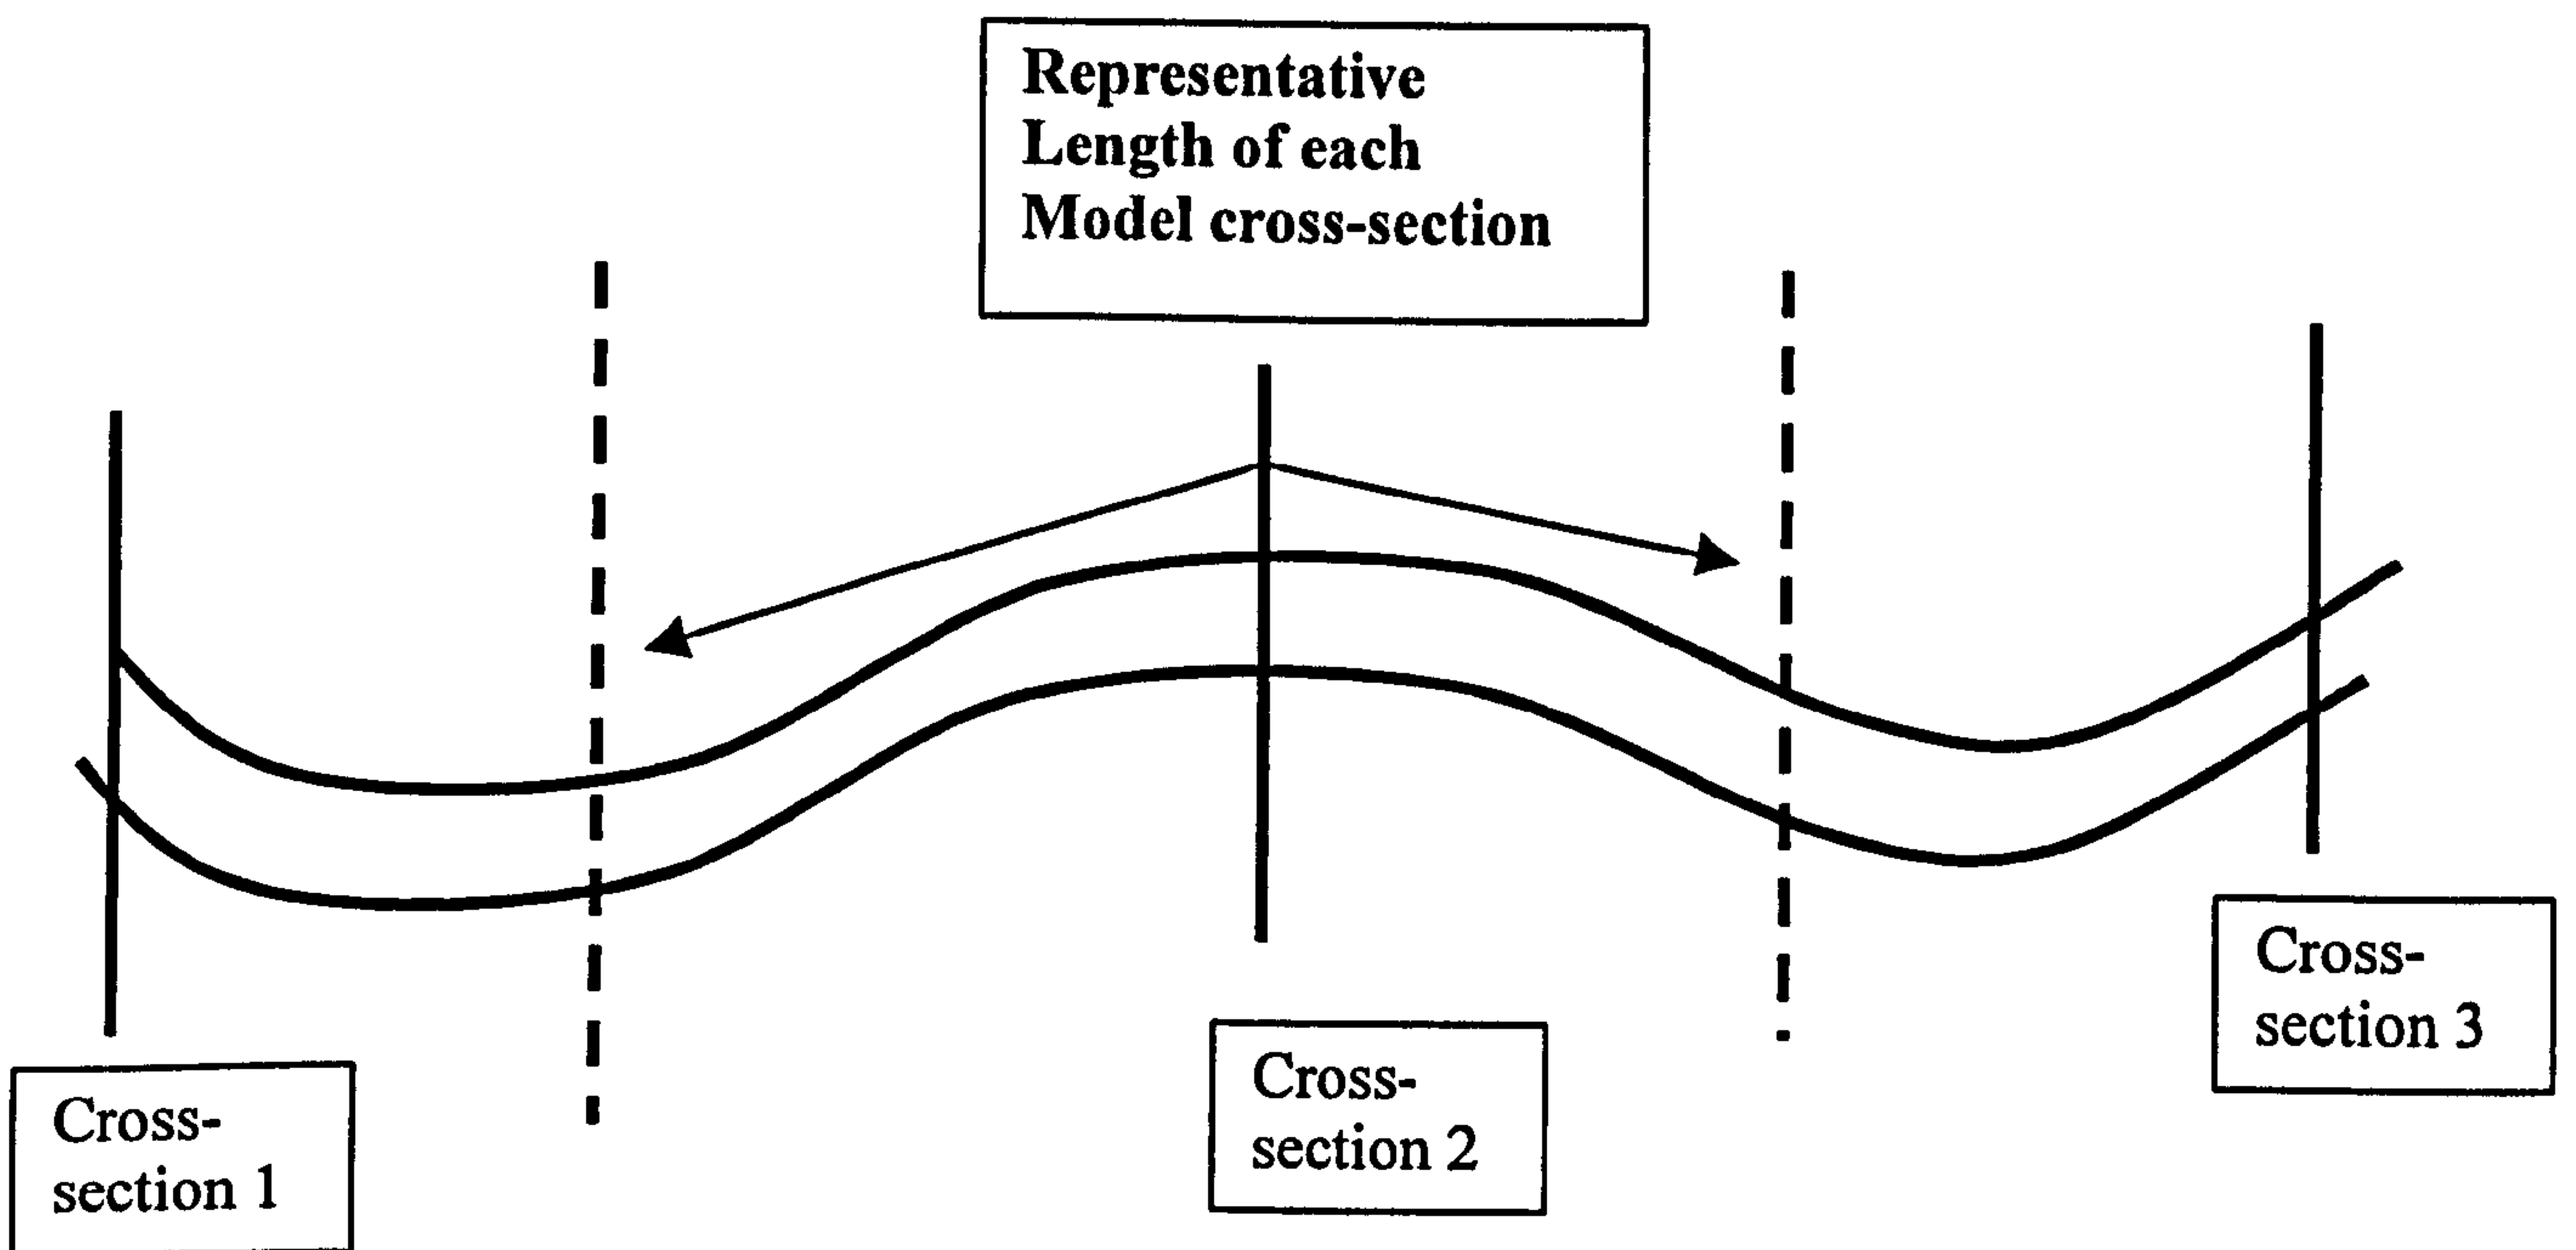 Representative
Length of each
Model cross-section
Cross-
section 1
Cross-
section 2
Cross-
section 3